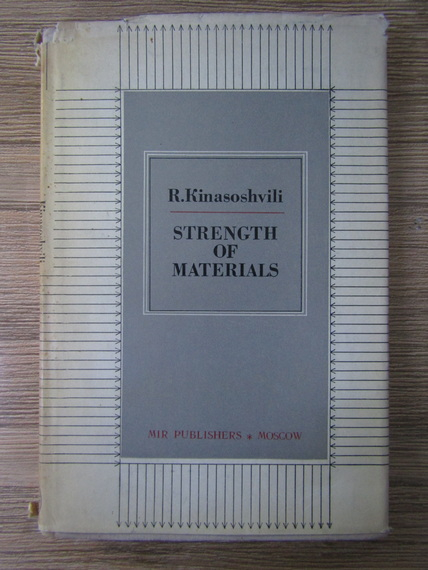 R.Kinasoshvili
STRENGTH
OF
MATERIALS
MIR PUBLISHERS * MOSCOW